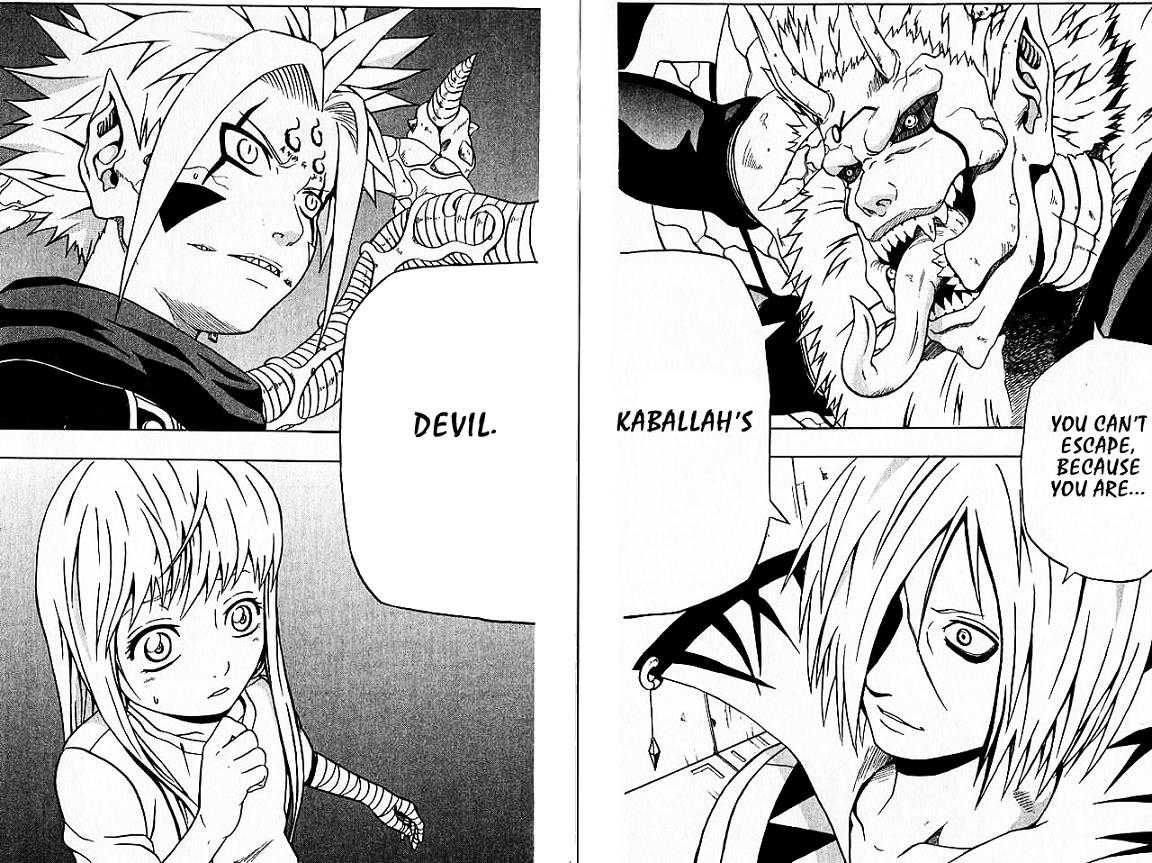 YOU CAN'T
ESCAPE,
BECAUSE
YOU ARE...
KABALLAH'S
DEVIL.